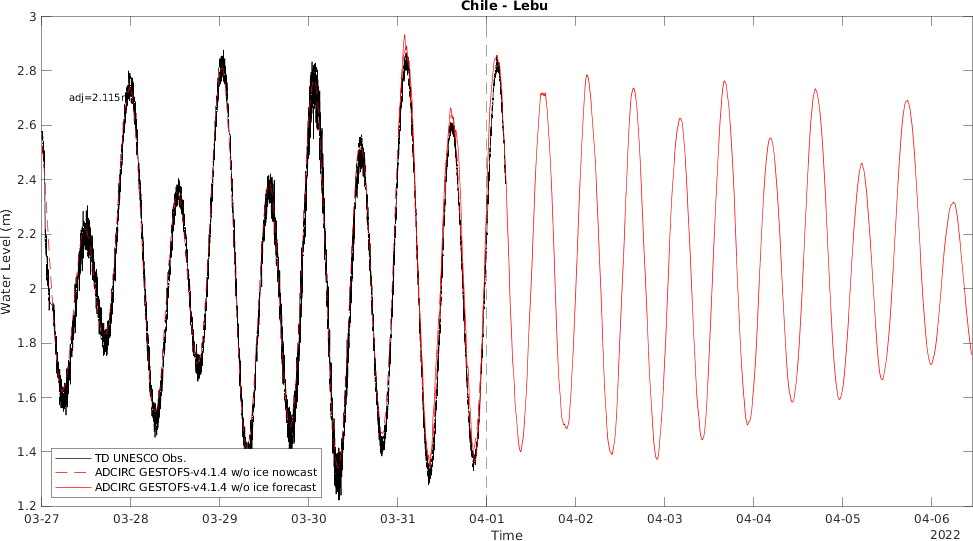 Chile - Lebu
3
2.8
2.6
2.4
2.2
2
1.8
1.6
1.4
1.2
Water Level (m)
adj=2.115m
TD UNESCO Obs.
ADCIRC GESTOFS-v4.1.4 w/o ice nowcast
ADCIRC GESTOFS-v4.1.4 w/o ice forecast
03-27 03-28 03-29 03-30 03-31 04-01 04-02 04-03 04-04 04-05 04-06
Time
2022